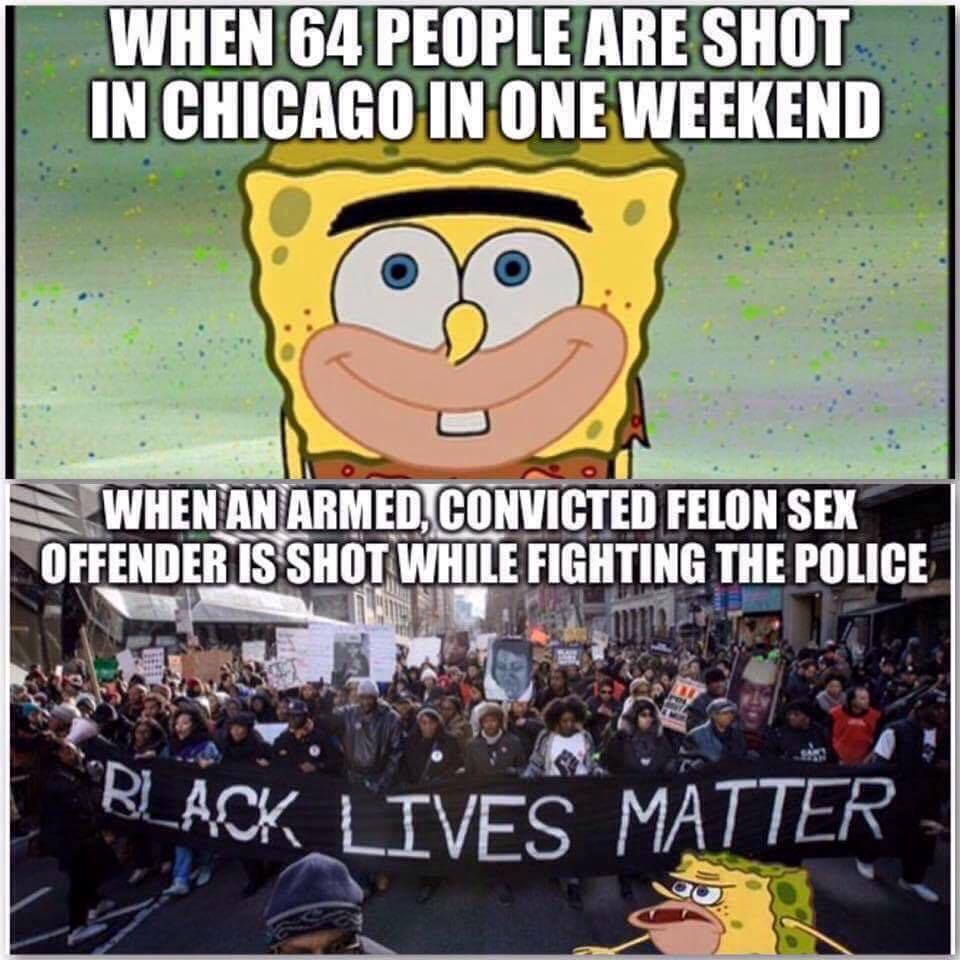 WHEN 64 PEOPLE ARE SHOT
IN CHICAGO IN ONE WEEKEND
WHEN AN ARMED, CONVICTED FELON SEX
OFFENDER IS SHOT WHILE FIGHTING THE POLICE
BLACK LIVES MATTER